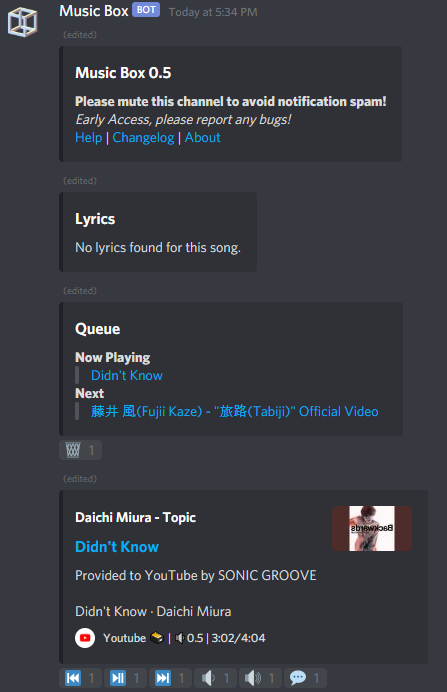 Music Box BOT Today at 5:34 PM
(edited)
Music Box 0.5
Please mute this channel to avoid notification spam!
Early Access, please report any bugs!
Help | Changelog | About
(edited)
Lyrics
No lyrics found for this song.
(edited)
Queue
Now Playing
Didn't Know
Next
藤井 風(Fujii Kaze) - "旅路(Tabiji)" Official Video
1
(edited)
Daichi Miura - Topic
Backwards
Didn't Know
Provided to YouTube by SONIC GROOVE
Didn't Know · Daichi Miura
Youtube | 0.5 | 3:02/4:04
1 1 1 1 1 1